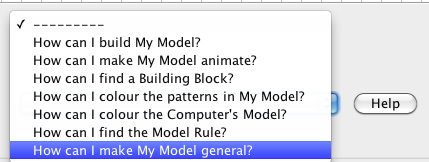 ✓ ---------
How can I build My Model?
How can I make My Model animate?
How can I find a Building Block?
How can I colour the patterns in My Model?
How can I colour the Computer's Model?
Help
How can I find the Model Rule?
How can I make My Model general?